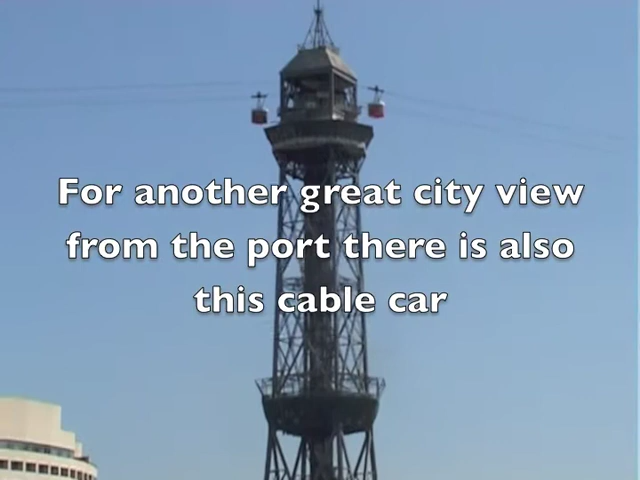 For another great city view
from the port there is also
this cable car